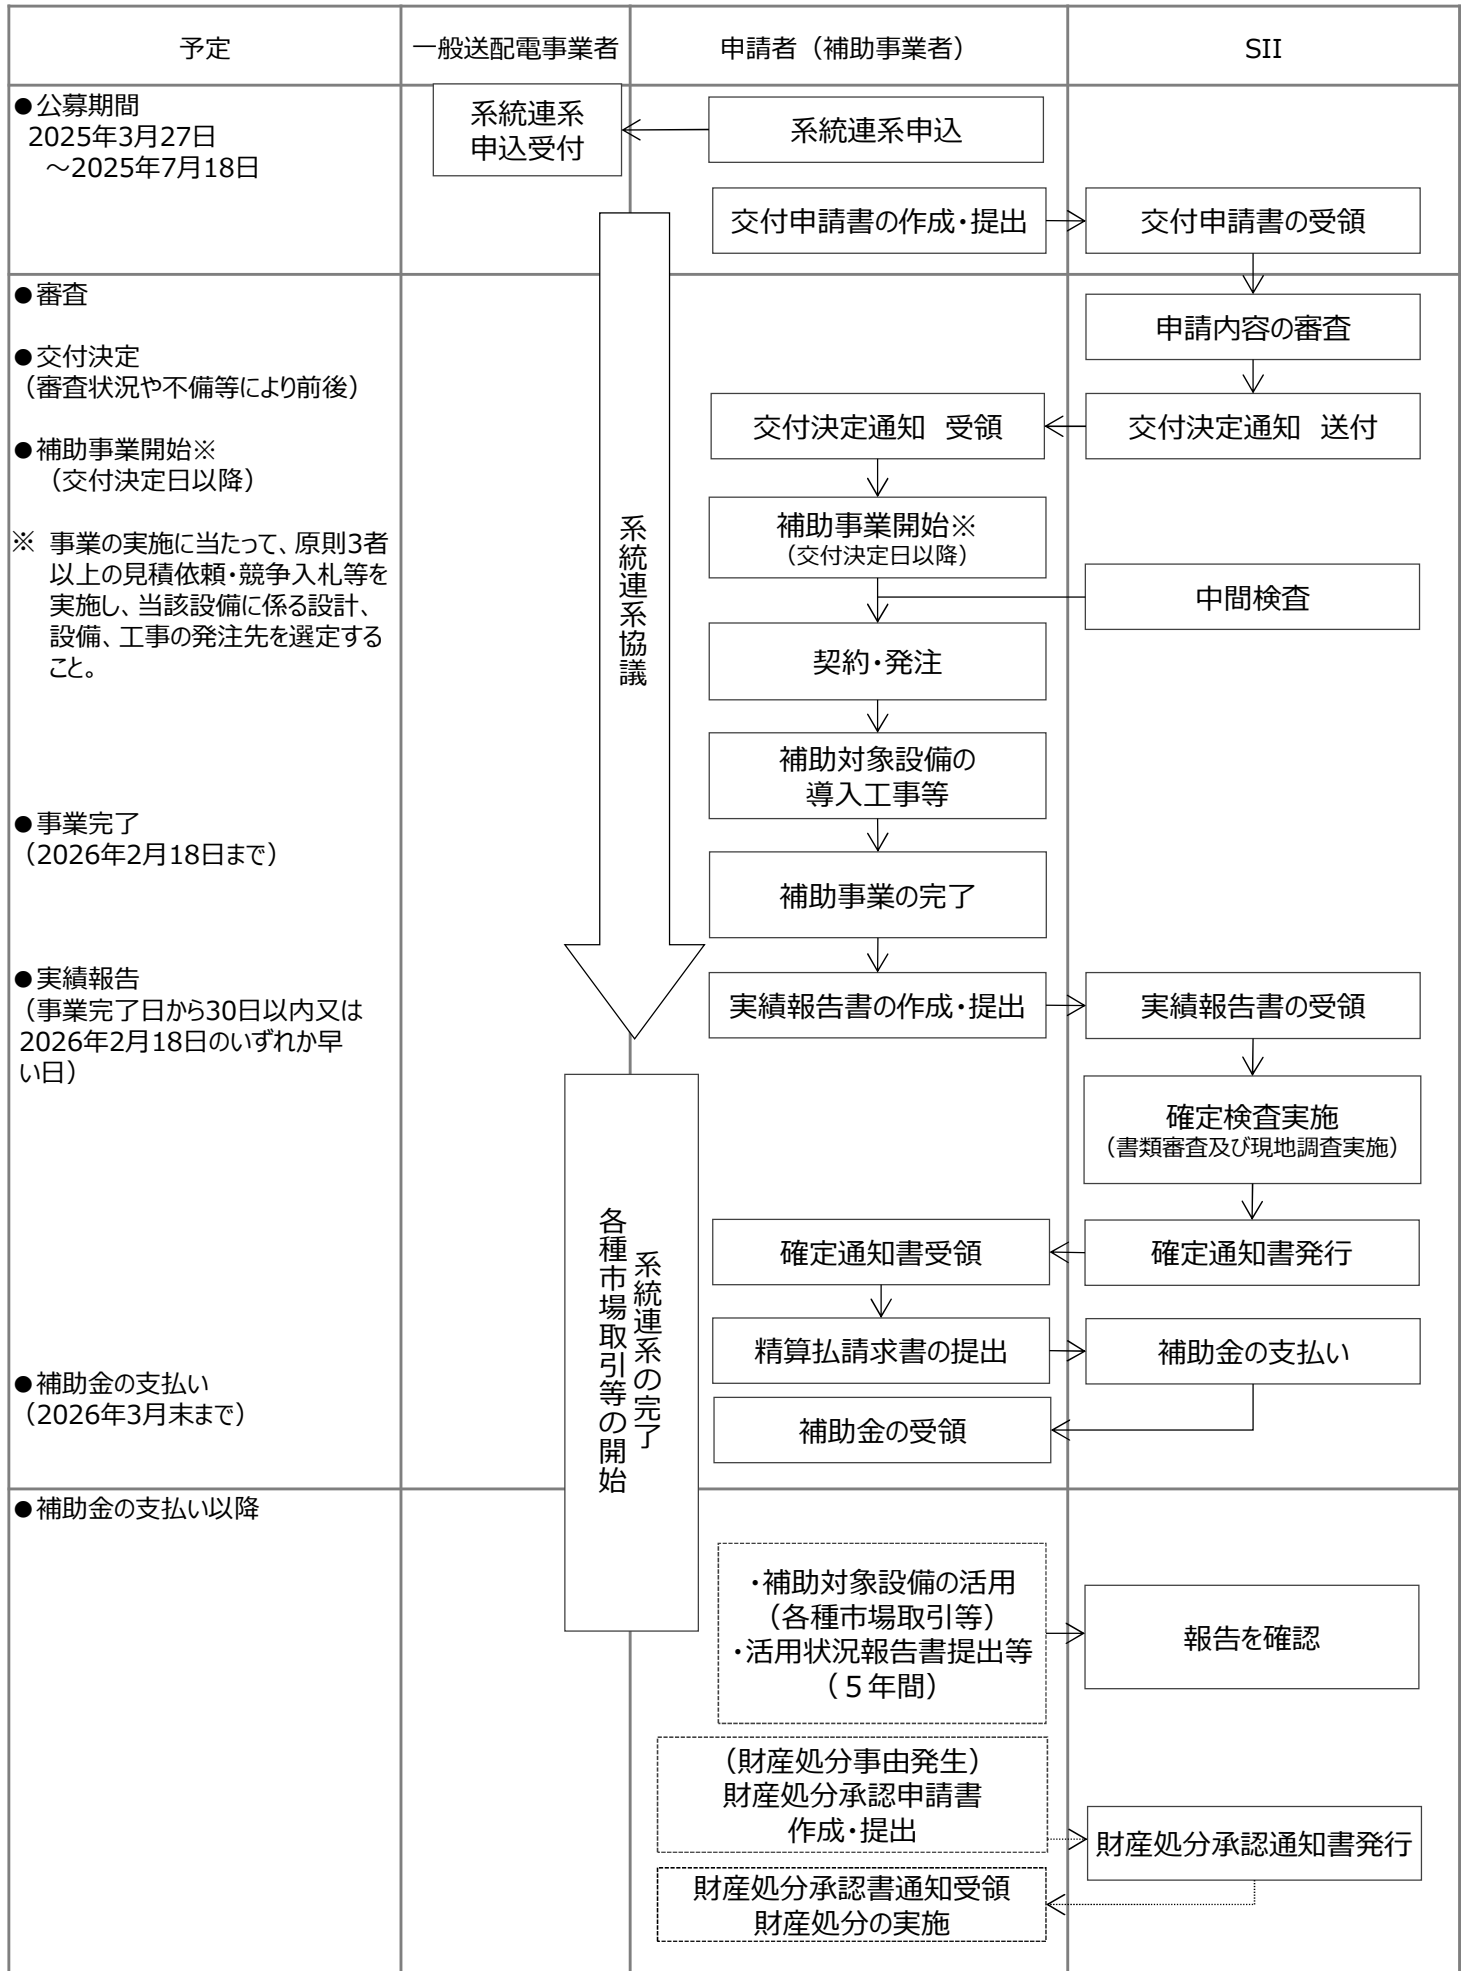 予定
一般送配電事業者
申請者（補助事業者）
SII
●公募期間
2025年3月27日
～2025年7月18日
系統連系
申込受付
系統連系申込
交付申請書の作成・提出
交付申請書の受領
●審査
●交付決定
（審査状況や不備等により前後）
●補助事業開始※
（交付決定日以降）
※ 事業の実施に当たって、原則3者
以上の見積依頼・競争入札等を
実施し、当該設備に係る設計、
設備、工事の発注先を選定する
こと。
申請内容の審査
交付決定通知 受領
交付決定通知 送付
補助事業開始※
（交付決定日以降）
中間検査
系統連系協議
契約・発注
補助対象設備の
導入工事等
●事業完了
（2026年2月18日まで）
補助事業の完了
●実績報告
（事業完了日から30日以内又は
2026年2月18日のいずれか早
い日）
実績報告書の作成・提出
実績報告書の受領
確定検査実施
（書類審査及び現地調査実施）
系統連系の完了
各種市場取引等の開始
確定通知書受領
確定通知書発行
精算払請求書の提出
補助金の支払い
●補助金の支払い
（2026年3月末まで）
補助金の受領
●補助金の支払い以降
・補助対象設備の活用
（各種市場取引等）
・活用状況報告書提出等
（５年間）
報告を確認
（財産処分事由発生）
財産処分承認申請書
作成・提出
財産処分承認通知書発行
財産処分承認書通知受領
財産処分の実施